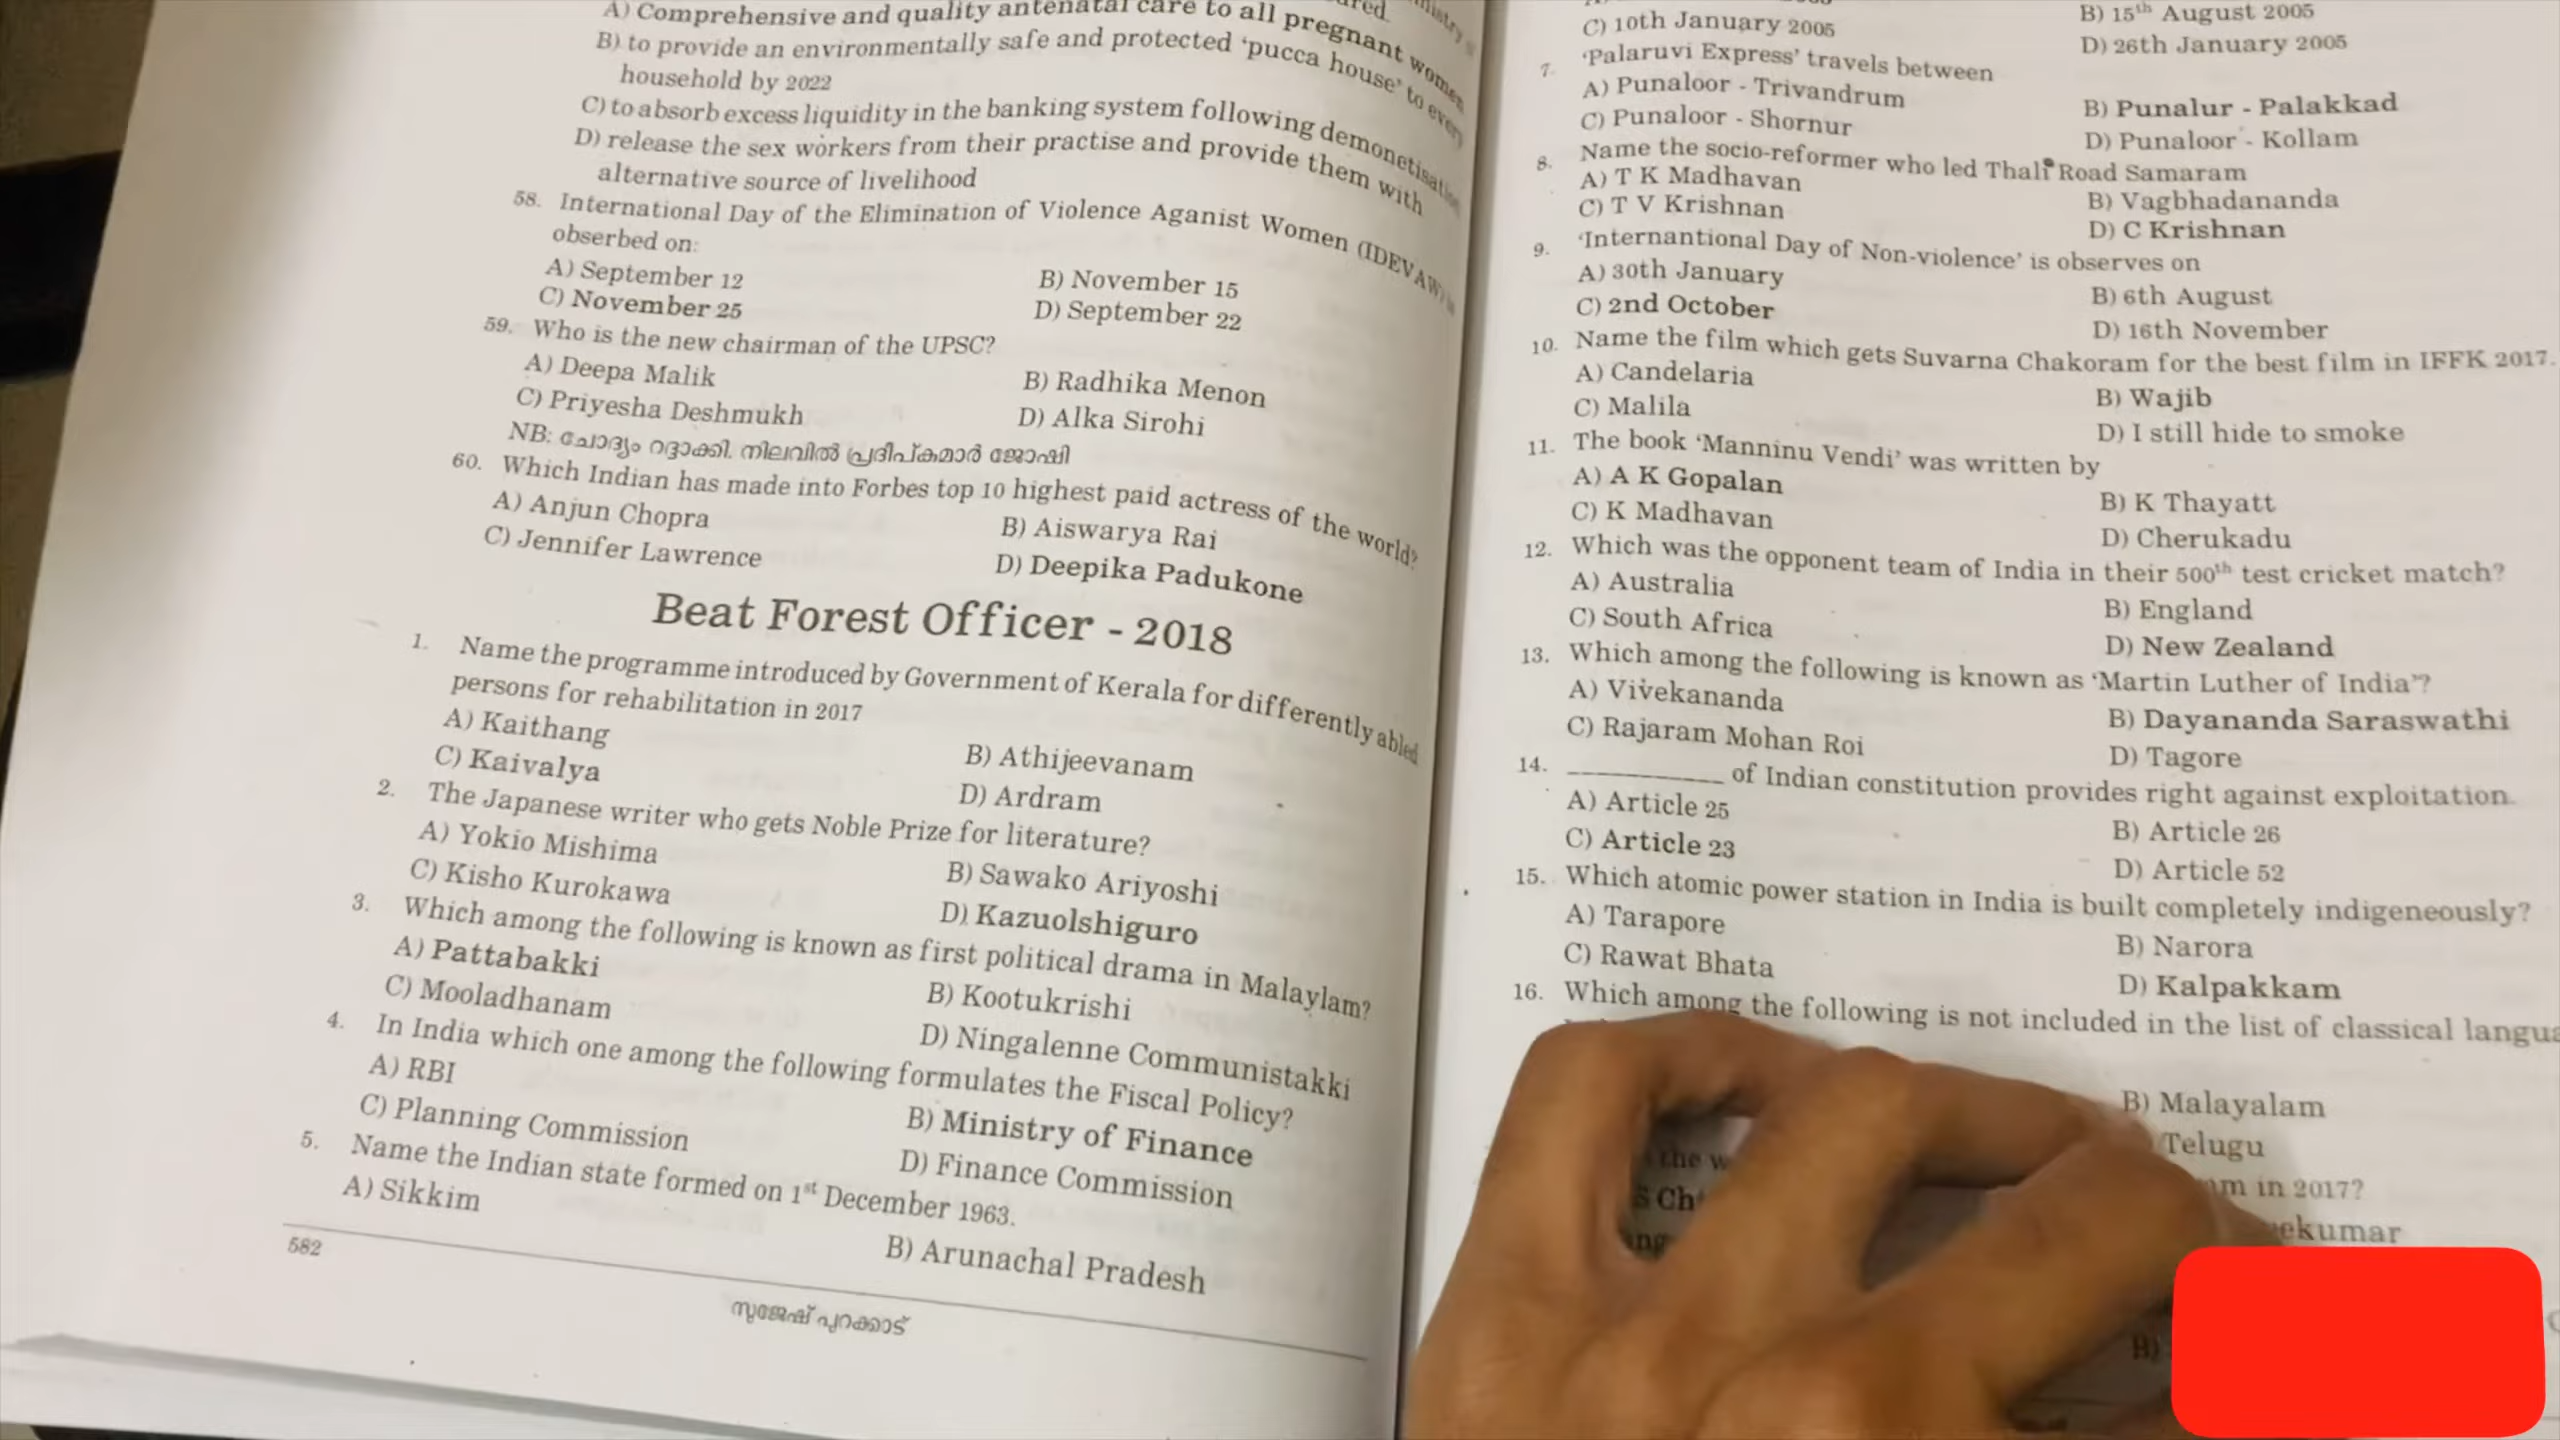 A) Comprehensive and quality antenatal care to all pregnant women
B) to provide an environmentally safe and protected ‘pucca house’ to every
household by 2022
C) to absorb excess liquidity in the banking system following demonetisation
D) release the sex workers from their practise and provide them with
alternative source of livelihood
58. International Day of the Elimination of Violence Aganist Women (IDEVAW) is
obserbed on:
A) September 12
B) November 15
C) November 25
D) September 22
59. Who is the new chairman of the UPSC?
A) Deepa Malik
B) Radhika Menon
C) Priyesha Deshmukh
D) Alka Sirohi
NB: ചോദ്യം റദ്ദാക്കി. നിലവിൽ പ്രദീപ്കുമാർ ജോഷി
60. Which Indian has made into Forbes top 10 highest paid actress of the world?
A) Anjun Chopra
B) Aiswarya Rai
C) Jennifer Lawrence
D) Deepika Padukone
Beat Forest Officer - 2018
1. Name the programme introduced by Government of Kerala for differently abled
persons for rehabilitation in 2017
A) Kaithang
B) Athijeevanam
C) Kaivalya
D) Ardram
2. The Japanese writer who gets Noble Prize for literature?
A) Yokio Mishima
B) Sawako Ariyoshi
C) Kisho Kurokawa
D) Kazuolshiguro
3. Which among the following is known as first political drama in Malaylam?
A) Pattabakki
B) Kootukrishi
C) Mooladhanam
D) Ningalenne Communistakki
4. In India which one among the following formulates the Fiscal Policy?
A) RBI
B) Ministry of Finance
C) Planning Commission
D) Finance Commission
5. Name the Indian state formed on 1st December 1963.
A) Sikkim
B) Arunachal Pradesh
582
സുജേഷ് പുറക്കാട്
B) 15th August 2005
C) 10th January 2005
D) 26th January 2005
7. ‘Palaruvi Express’ travels between
A) Punaloor - Trivandrum
B) Punalur - Palakkad
C) Punaloor - Shornur
D) Punaloor - Kollam
8. Name the socio-reformer who led Thali Road Samaram
A) T K Madhavan
B) Vagbhadananda
C) T V Krishnan
D) C Krishnan
9. ‘Internantional Day of Non-violence’ is observes on
A) 30th January
B) 6th August
C) 2nd October
D) 16th November
10. Name the film which gets Suvarna Chakoram for the best film in IFFK 2017.
A) Candelaria
B) Wajib
C) Malila
D) I still hide to smoke
11. The book ‘Manninu Vendi’ was written by
A) A K Gopalan
B) K Thayatt
C) K Madhavan
D) Cherukadu
12. Which was the opponent team of India in their 500th test cricket match?
A) Australia
B) England
C) South Africa
D) New Zealand
13. Which among the following is known as ‘Martin Luther of India’?
A) Vivekananda
B) Dayananda Saraswathi
C) Rajaram Mohan Roi
D) Tagore
14. __________ of Indian constitution provides right against exploitation.
A) Article 25
B) Article 26
C) Article 23
D) Article 52
15. Which atomic power station in India is built completely indigeneously?
A) Tarapore
B) Narora
C) Rawat Bhata
D) Kalpakkam
16. Which among the following is not included in the list of classical
B) Malayalam
Telugu
in 2017?